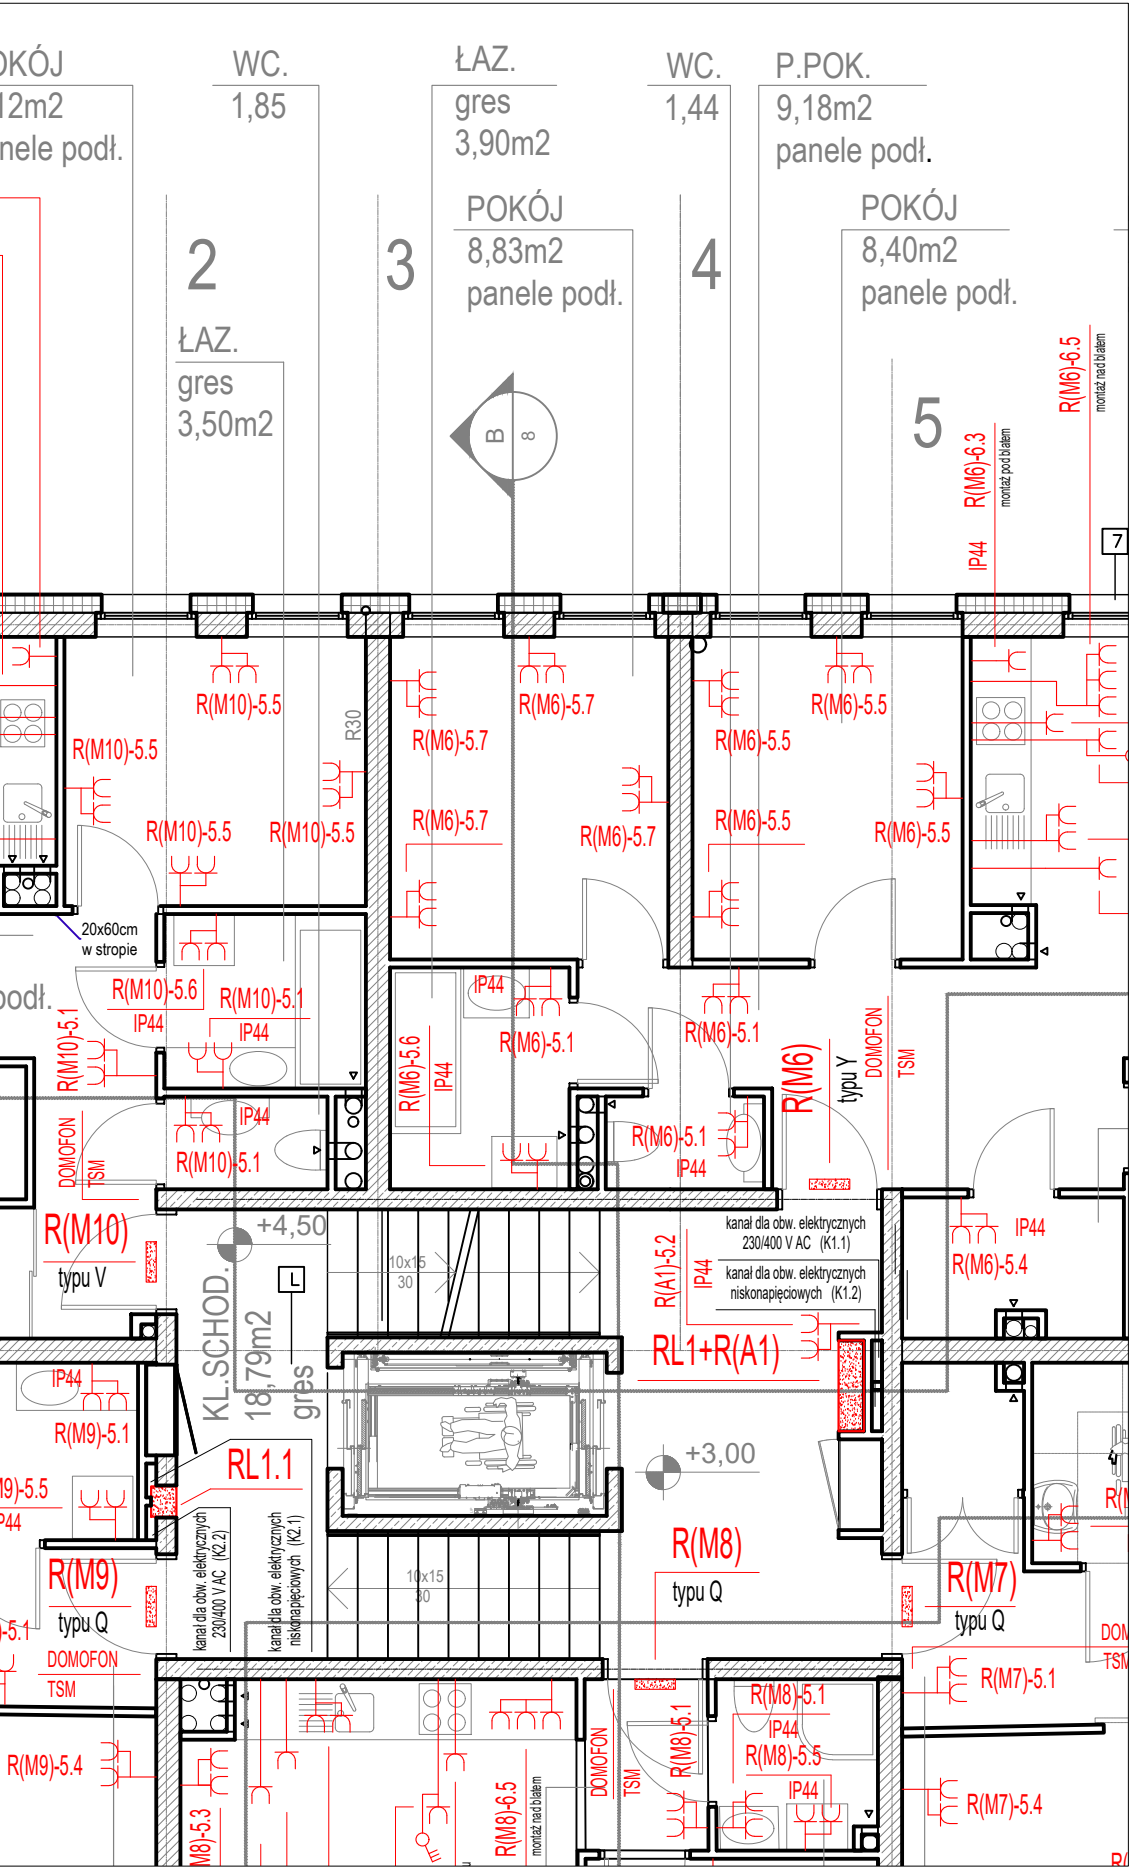 WC.
1,85
ŁAZ.
gres
3,90m2
WC.
1,44
P.POK.
9,18m2
panele podł.
POKÓJ
8,83m2
panele podł.
POKÓJ
8,40m2
panele podł.
2
3
4
5
ŁAZ.
gres
3,50m2
B
8
R(M6)-6.5
montaż nad blatem
R(M6)-6.3
montaż pod blatem
IP44
7
R(M10)-5.5
R(M6)-5.7
R(M6)-5.5
R30
R(M10)-5.5
R(M6)-5.7
R(M6)-5.5
R(M10)-5.5
R(M10)-5.5
R(M6)-5.7
R(M6)-5.7
R(M6)-5.5
R(M6)-5.5
20x60cm
w stropie
podł.
R(M10)-5.6
IP44
R(M10)-5.1
IP44
R(M10)-5.1
IP44
R(M6)-5.1
R(M6)-5.6
IP44
R(M6)-5.1
R(M6)
typu Y
DOMOFON
TSM
IP44
R(M10)-5.1
R(M6)-5.1
IP44
DOMOFON
TSM
R(M10)
typu V
+4,50
10x15
30
L
KL.SCHOD.
18,79m2
gres
R(A1)-5.2
IP44
kanał dla obw. elektrycznych
230/400 V AC (K1.1)
kanał dla obw. elektrycznych
niskonapięciowych (K1.2)
IP44
R(M6)-5.4
RL1+R(A1)
IP44
R(M9)-5.1
RL1.1
+3,00
kanał dla obw. elektrycznych
230/400 V AC (K2.2)
kanał dla obw. elektrycznych
niskonapięciowych (K2.1)
R(M9)
typu Q
10x15
30
R(M8)
typu Q
R(M7)
typu Q
DOMOFON
TSM
R(M7)-5.1
R(M9)-5.4
R(M8)-6.5
montaż nad blatem
DOMOFON
TSM
R(M8)-5.1
R(M8)-5.1
IP44
R(M8)-5.5
IP44
R(M7)-5.4